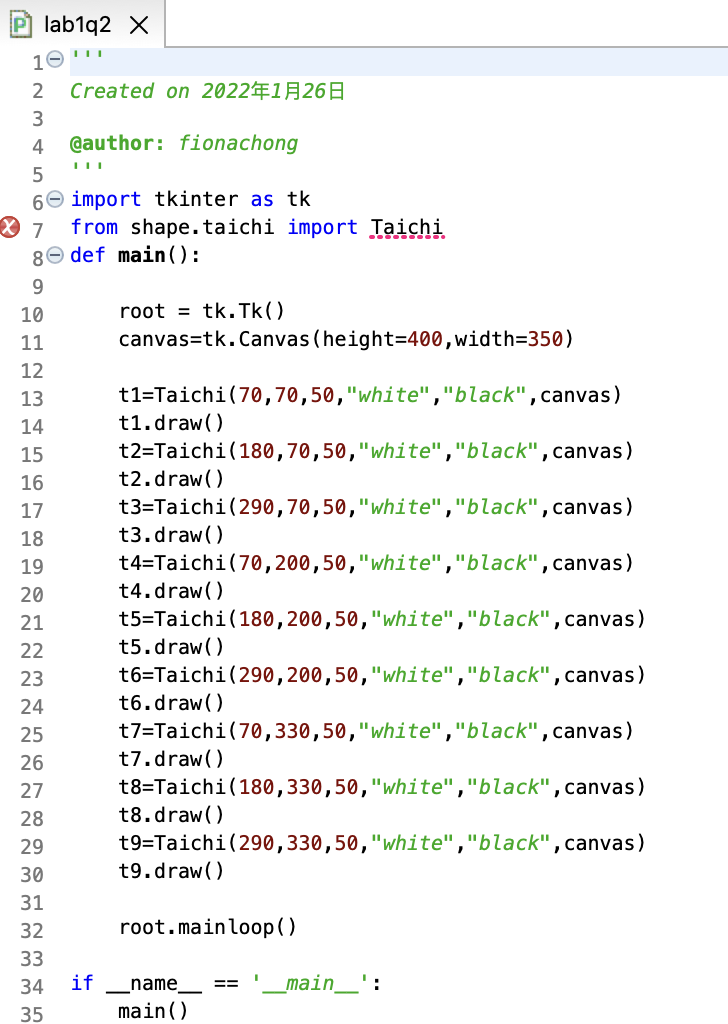 lab1q2
1 '''
2 Created on 2022年1月26日
3
4 @author: fionachong
5 '''
6 import tkinter as tk
7 from shape.taichi import Taichi
8 def main():
9
10     root = tk.Tk()
11     canvas=tk.Canvas(height=400,width=350)
12
13     t1=Taichi(70,70,50,"white","black",canvas)
14     t1.draw()
15     t2=Taichi(180,70,50,"white","black",canvas)
16     t2.draw()
17     t3=Taichi(290,70,50,"white","black",canvas)
18     t3.draw()
19     t4=Taichi(70,200,50,"white","black",canvas)
20     t4.draw()
21     t5=Taichi(180,200,50,"white","black",canvas)
22     t5.draw()
23     t6=Taichi(290,200,50,"white","black",canvas)
24     t6.draw()
25     t7=Taichi(70,330,50,"white","black",canvas)
26     t7.draw()
27     t8=Taichi(180,330,50,"white","black",canvas)
28     t8.draw()
29     t9=Taichi(290,330,50,"white","black",canvas)
30     t9.draw()
31
32     root.mainloop()
33
34 if __name__ == '__main__':
35     main()